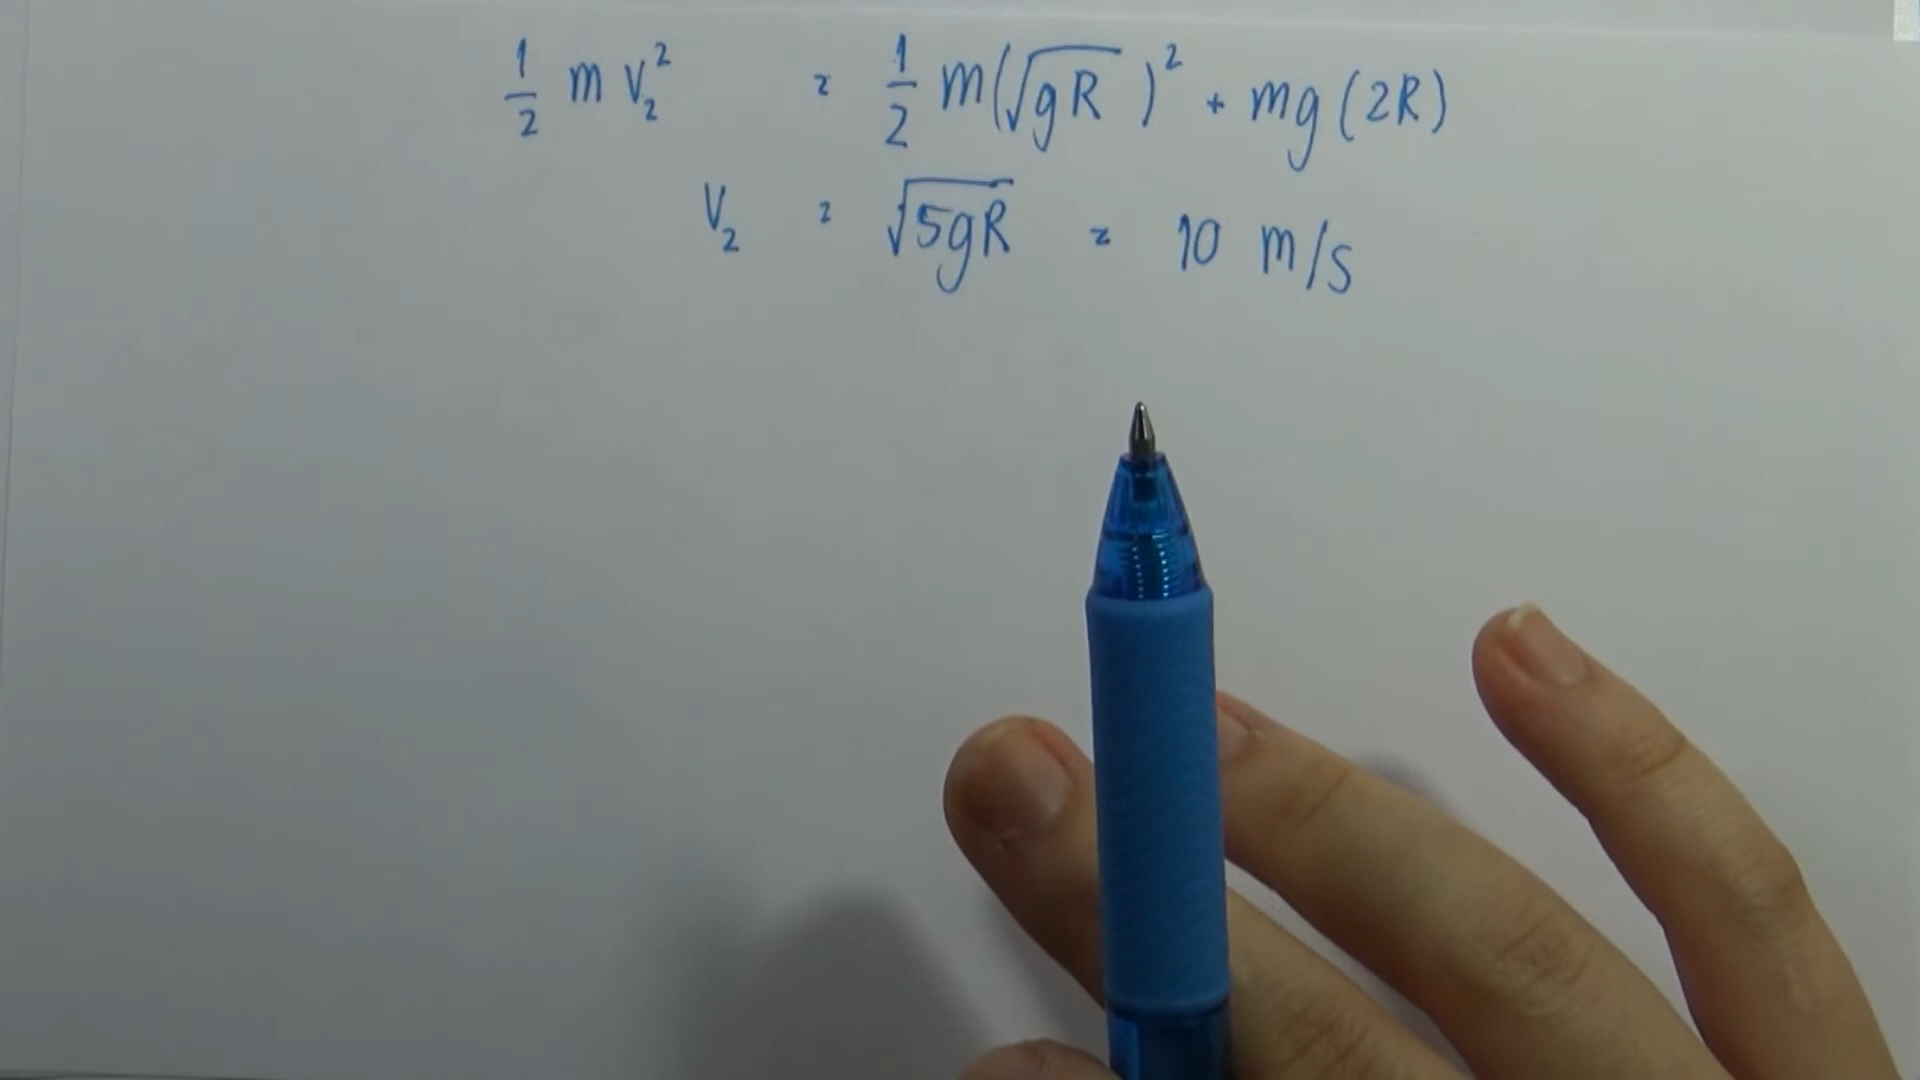 ½ m v₂² = ½ m(√gR )² + mg(2R)
v₂ = √5gR = 10 m/s